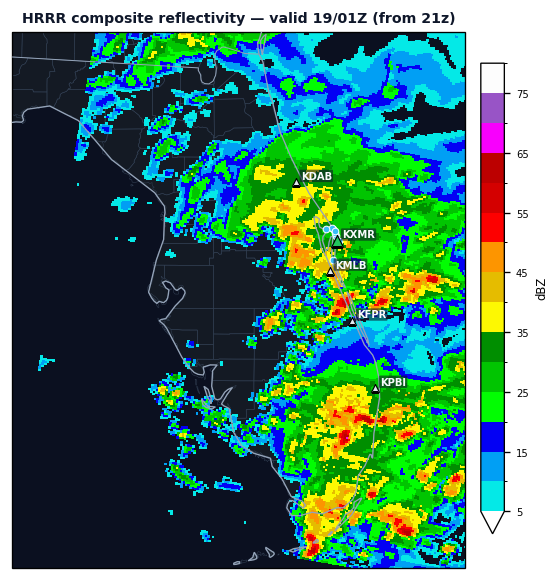 HRRR composite reflectivity — valid 19/01Z (from 21z)
KDAB
KXMR
KMLB
KFPR
KPBI
75
65
55
45
35
25
15
5
dBZ